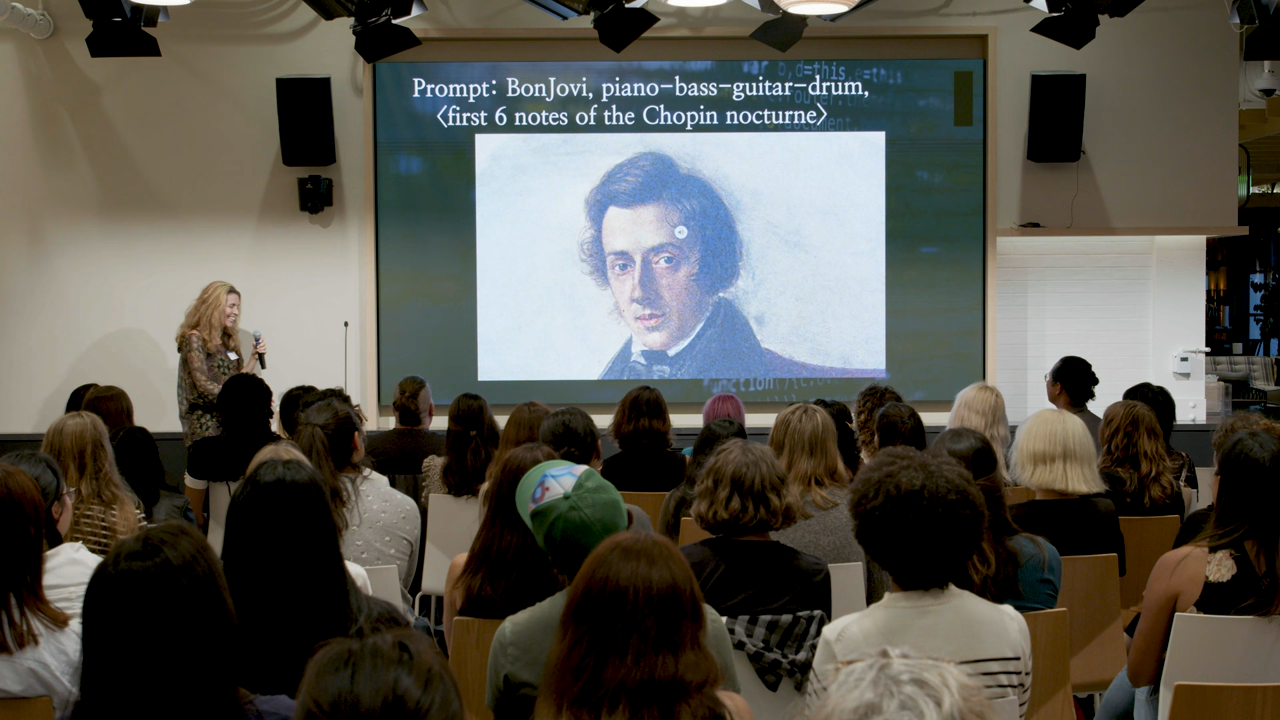 Prompt: BonJovi, piano-bass-guitar-drum,
<first 6 notes of the Chopin nocturne>